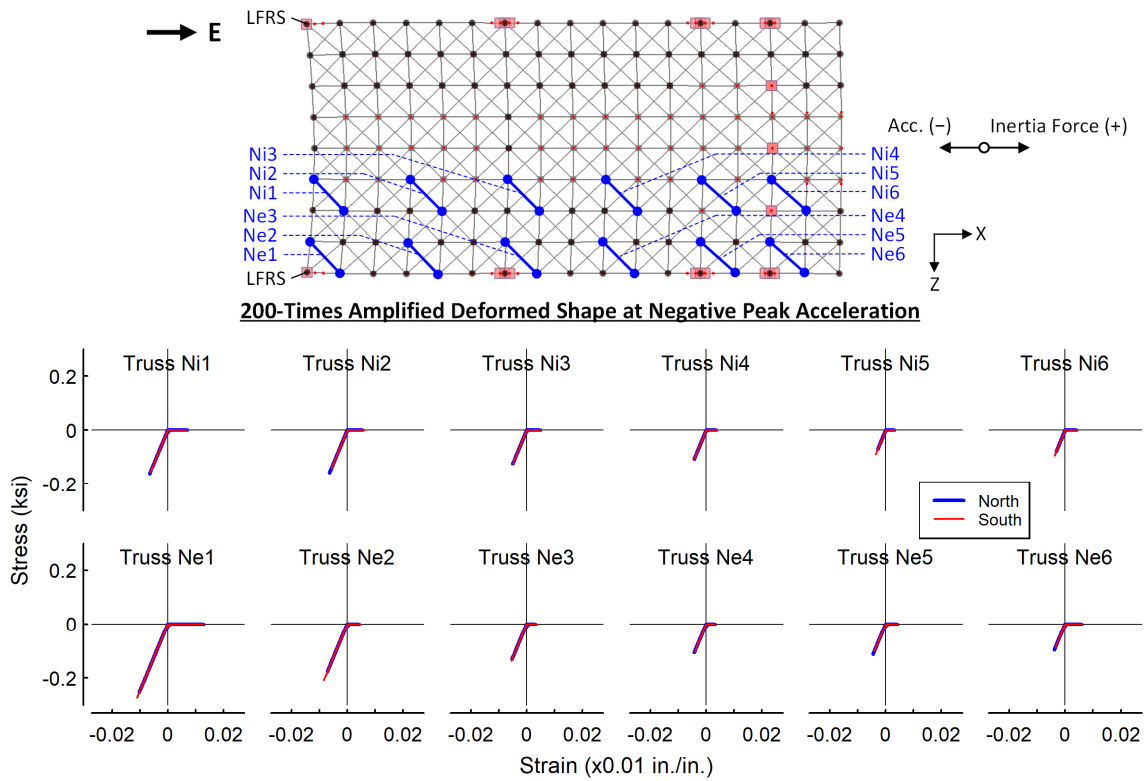 LFRS
E
Acc. (−) Inertia Force (+)
Ni3
Ni2
Ni1
Ne3
Ne2
Ne1
LFRS
Ni4
Ni5
Ni6
Ne4
Ne5
Ne6
X
Z
200-Times Amplified Deformed Shape at Negative Peak Acceleration
Truss Ni1 Truss Ni2 Truss Ni3 Truss Ni4 Truss Ni5 Truss Ni6
0.2
0
-0.2
North
South
Truss Ne1 Truss Ne2 Truss Ne3 Truss Ne4 Truss Ne5 Truss Ne6
0.2
0
-0.2
Stress (ksi)
-0.02 0 0.02 -0.02 0 0.02 -0.02 0 0.02 -0.02 0 0.02 -0.02 0 0.02 -0.02 0 0.02
Strain (x0.01 in./in.)